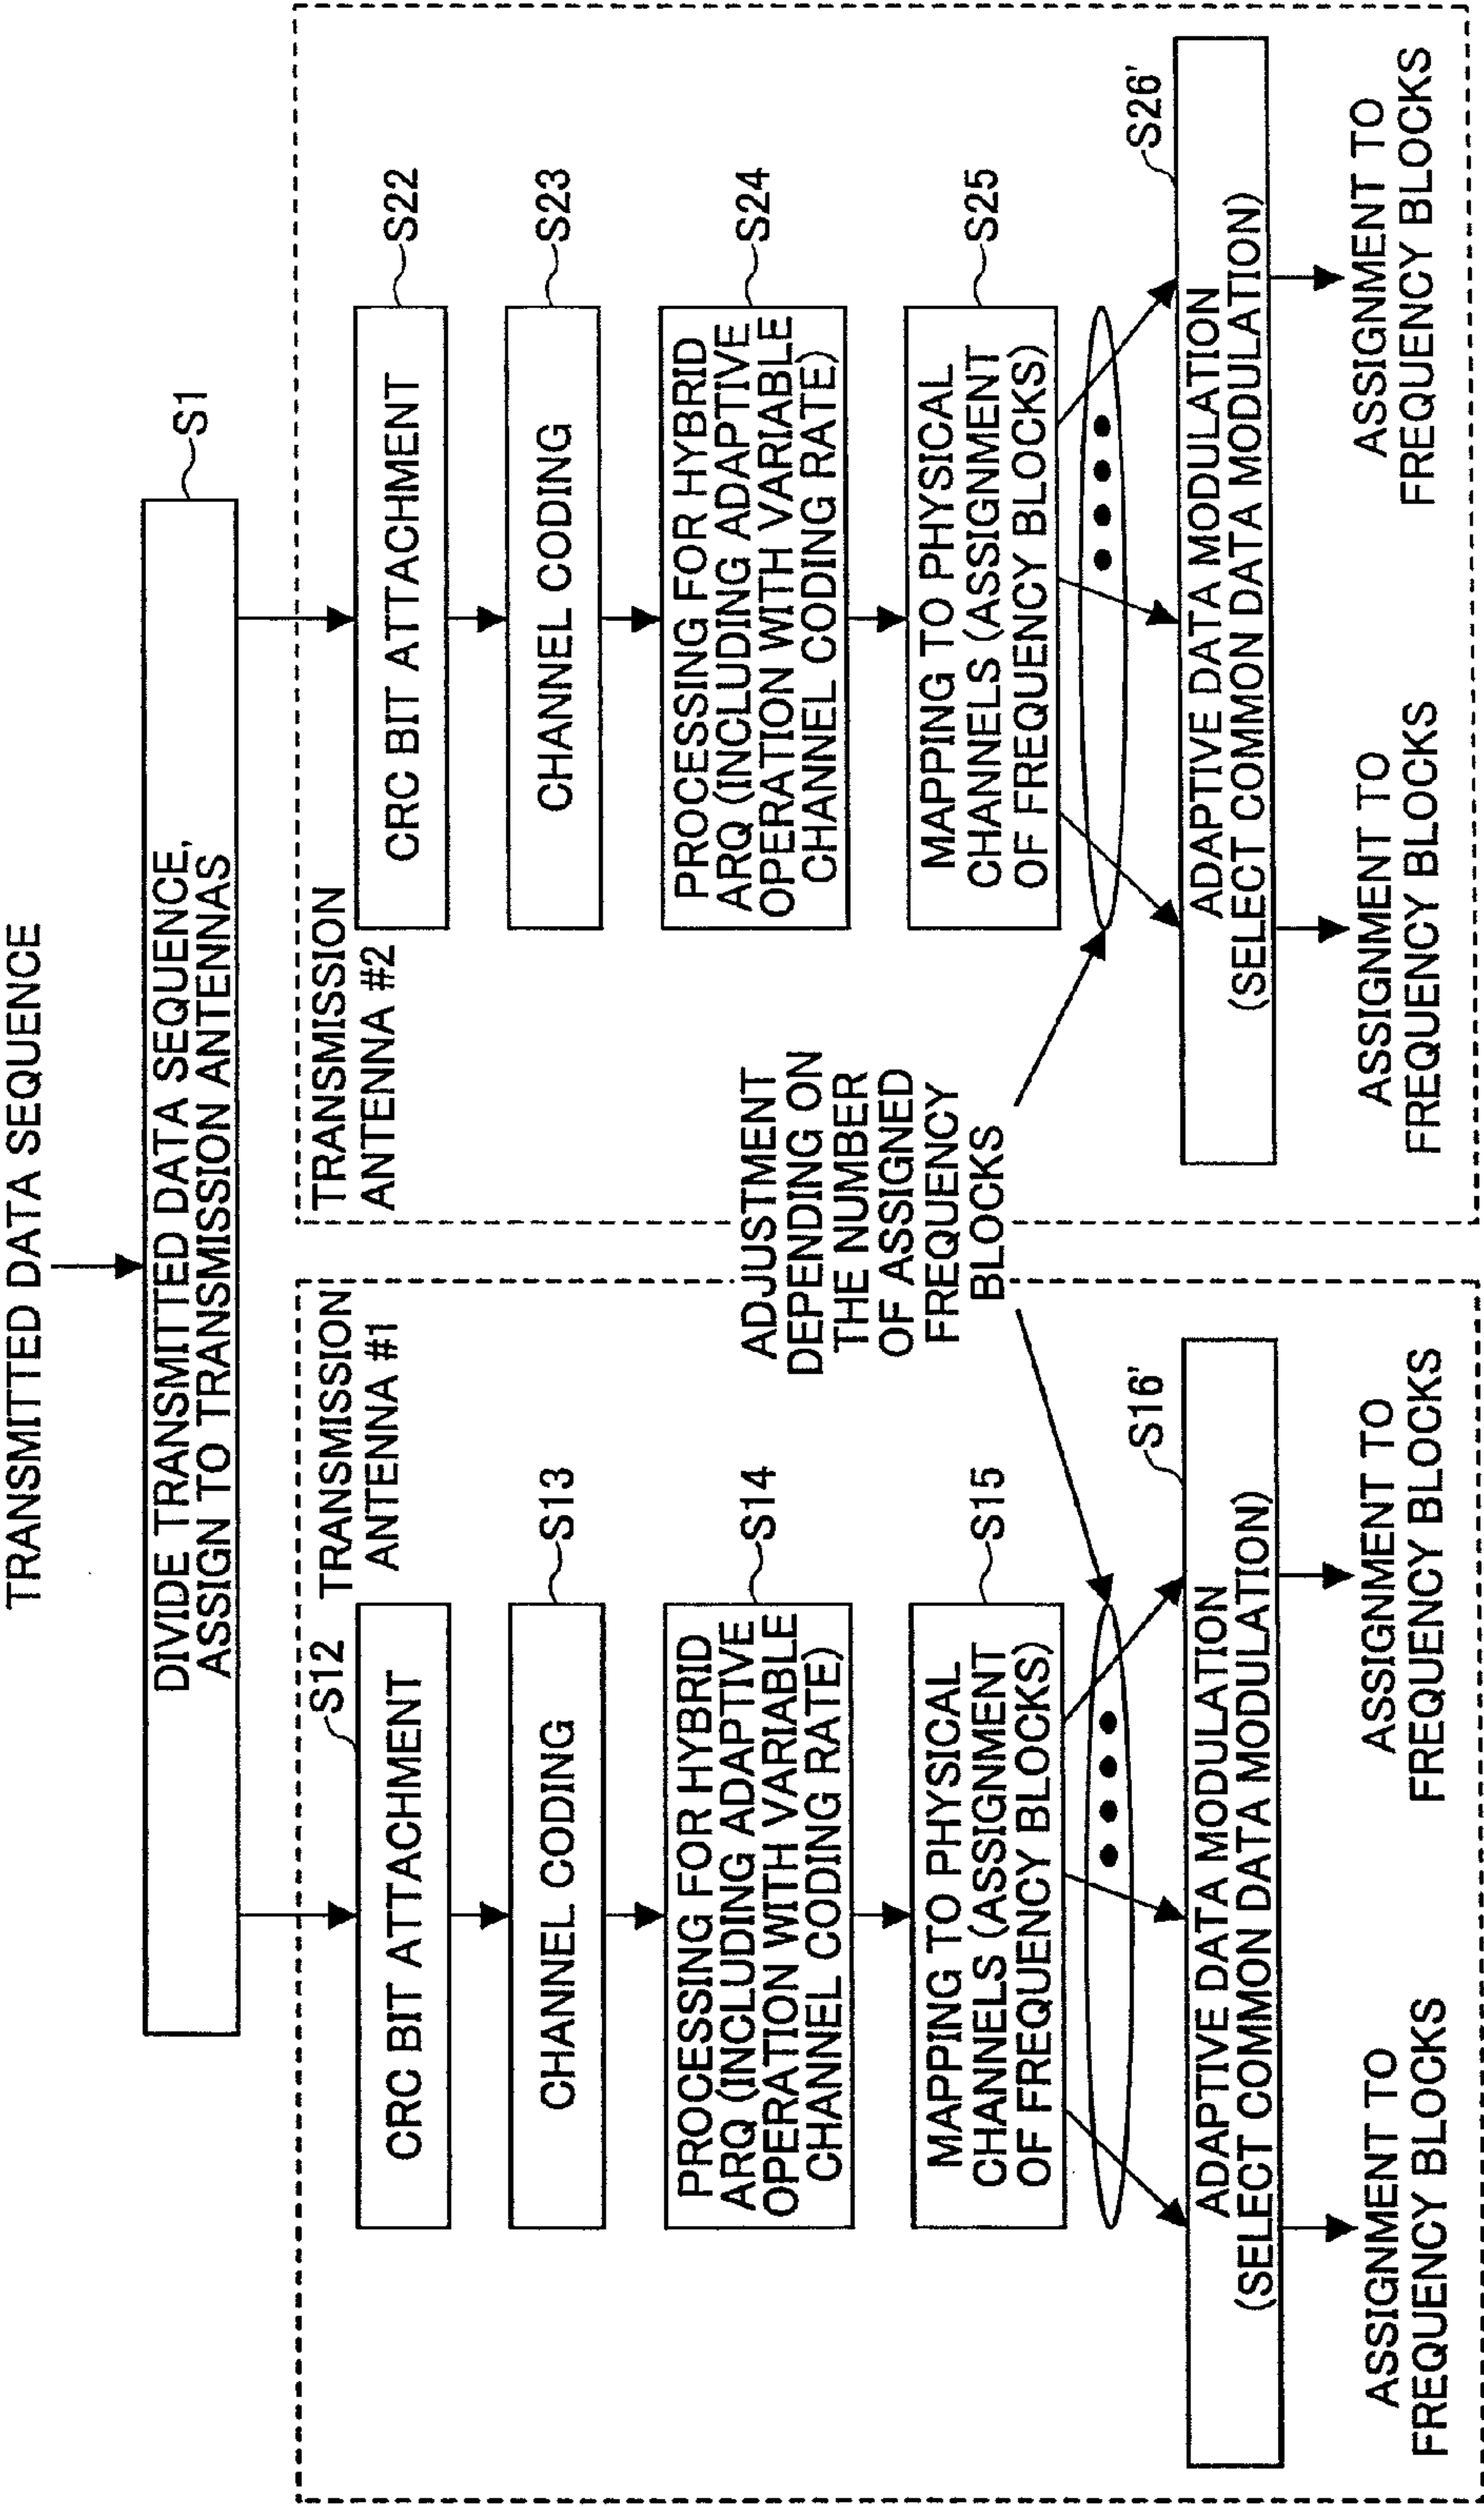 TRANSMITTED DATA SEQUENCE
DIVIDE TRANSMITTED DATA SEQUENCE,
ASSIGN TO TRANSMISSION ANTENNAS
S1
TRANSMISSION
ANTENNA #1
S12
CRC BIT ATTACHMENT
S13
CHANNEL CODING
S14
PROCESSING FOR HYBRID
ARQ (INCLUDING ADAPTIVE
OPERATION WITH VARIABLE
CHANNEL CODING RATE)
S15
MAPPING TO PHYSICAL
CHANNELS (ASSIGNMENT
OF FREQUENCY BLOCKS)
S16'
ADAPTIVE DATA MODULATION
(SELECT COMMON DATA MODULATION)
ASSIGNMENT TO
FREQUENCY BLOCKS
ASSIGNMENT TO
FREQUENCY BLOCKS
ADJUSTMENT
DEPENDING ON
THE NUMBER
OF ASSIGNED
FREQUENCY
BLOCKS
TRANSMISSION
ANTENNA #2
S22
CRC BIT ATTACHMENT
S23
CHANNEL CODING
S24
PROCESSING FOR HYBRID
ARQ (INCLUDING ADAPTIVE
OPERATION WITH VARIABLE
CHANNEL CODING RATE)
S25
MAPPING TO PHYSICAL
CHANNELS (ASSIGNMENT
OF FREQUENCY BLOCKS)
S26'
ADAPTIVE DATA MODULATION
(SELECT COMMON DATA MODULATION)
ASSIGNMENT TO
FREQUENCY BLOCKS
ASSIGNMENT TO
FREQUENCY BLOCKS